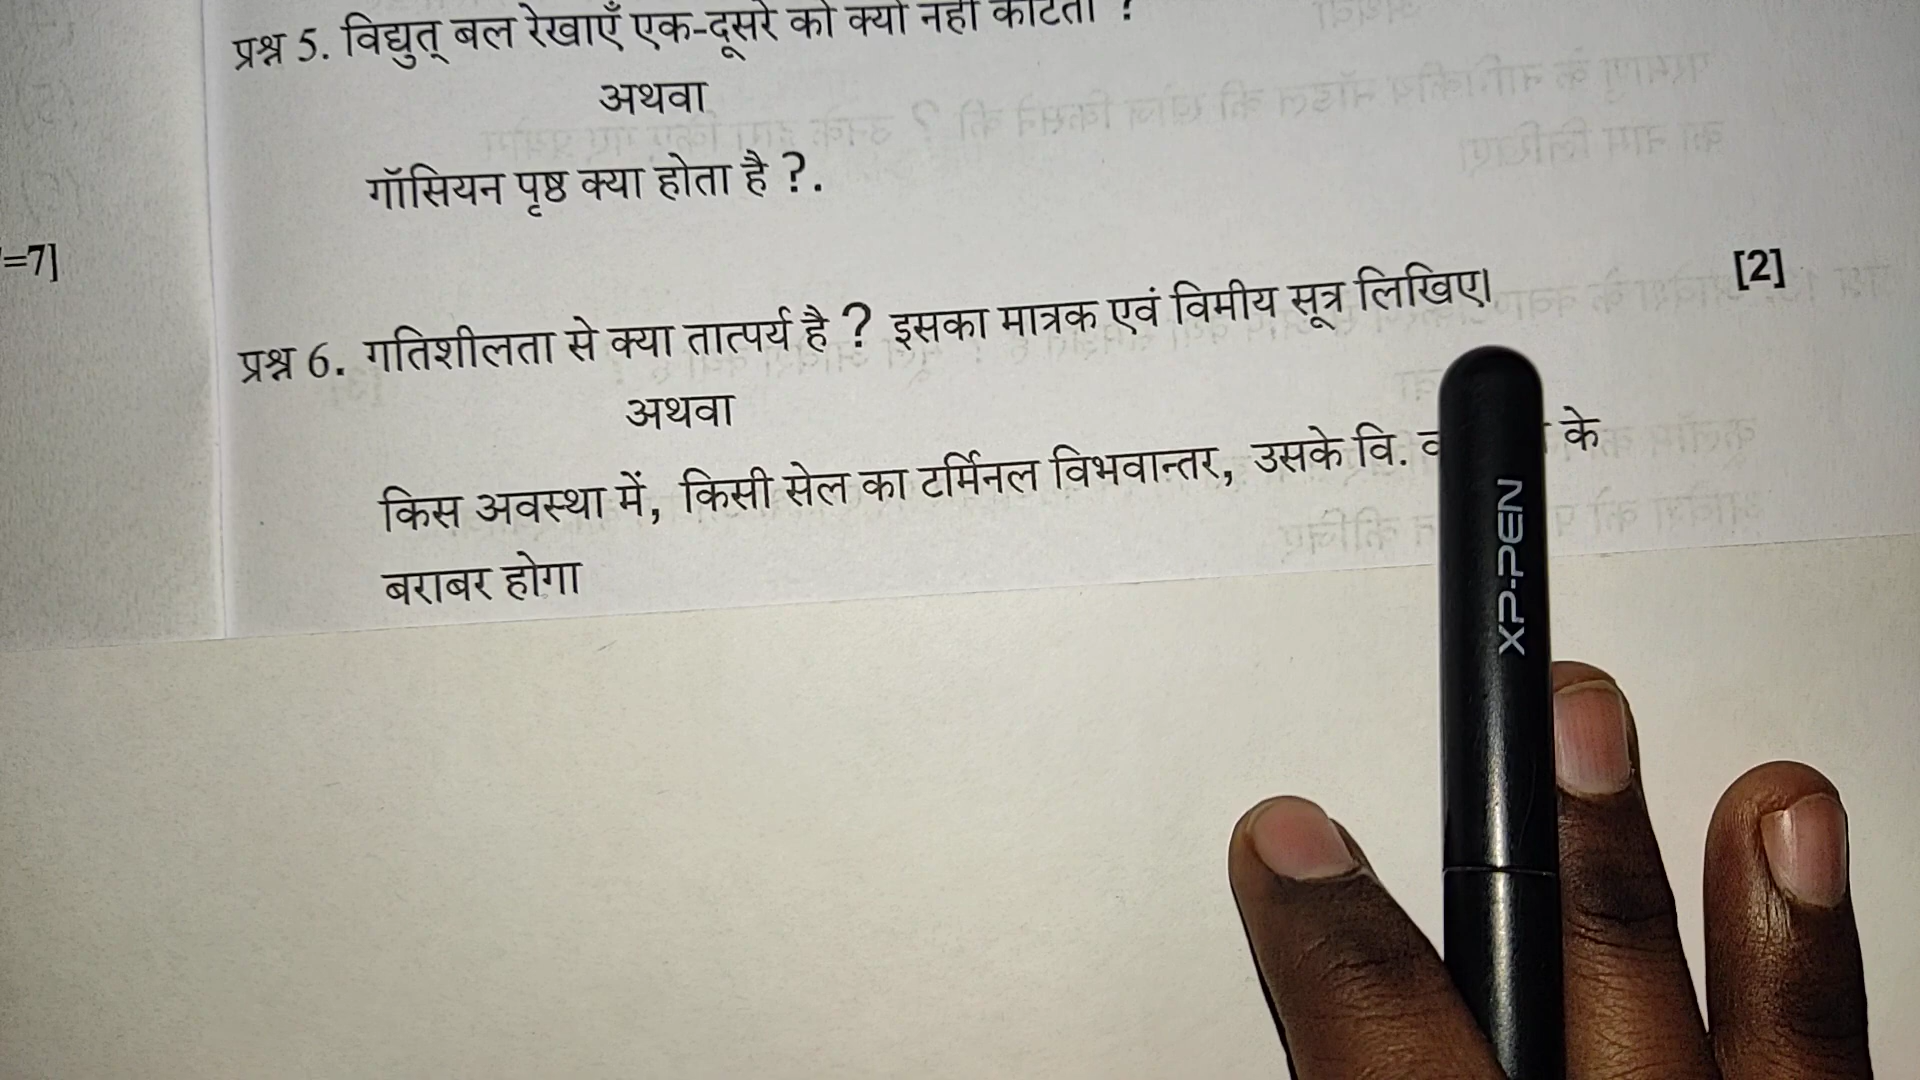 प्रश्न 5. विद्युत् बल रेखाएँ एक-दूसरे को क्यों नहीं काटती ?
अथवा
गॉसियन पृष्ठ क्या होता है ?.
=7]
[2]
प्रश्न 6. गतिशीलता से क्या तात्पर्य है ? इसका मात्रक एवं विमीय सूत्र लिखिए।
अथवा
किस अवस्था में, किसी सेल का टर्मिनल विभवान्तर, उसके वि. के
बराबर होगा
XP-PEN